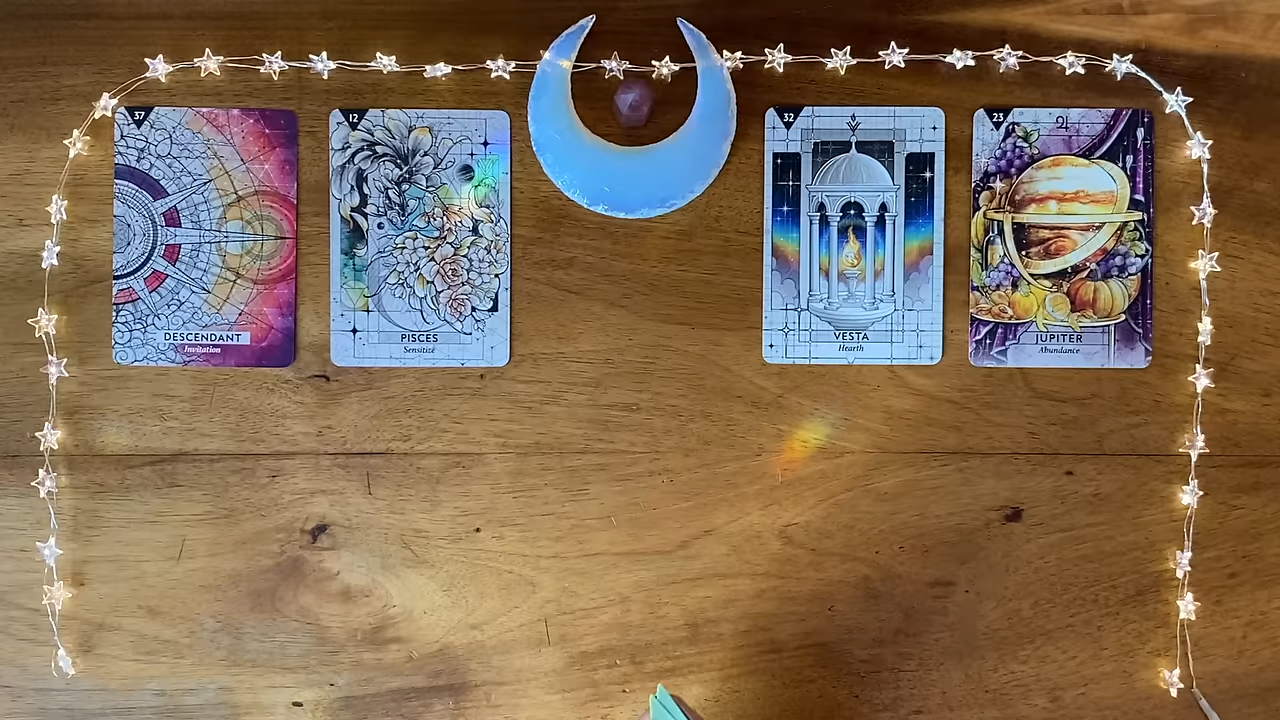 37
DESCENDANT
Invitation
12
PISCES
Sensitize
32
VESTA
Hearth
23
JUPITER
Abundance